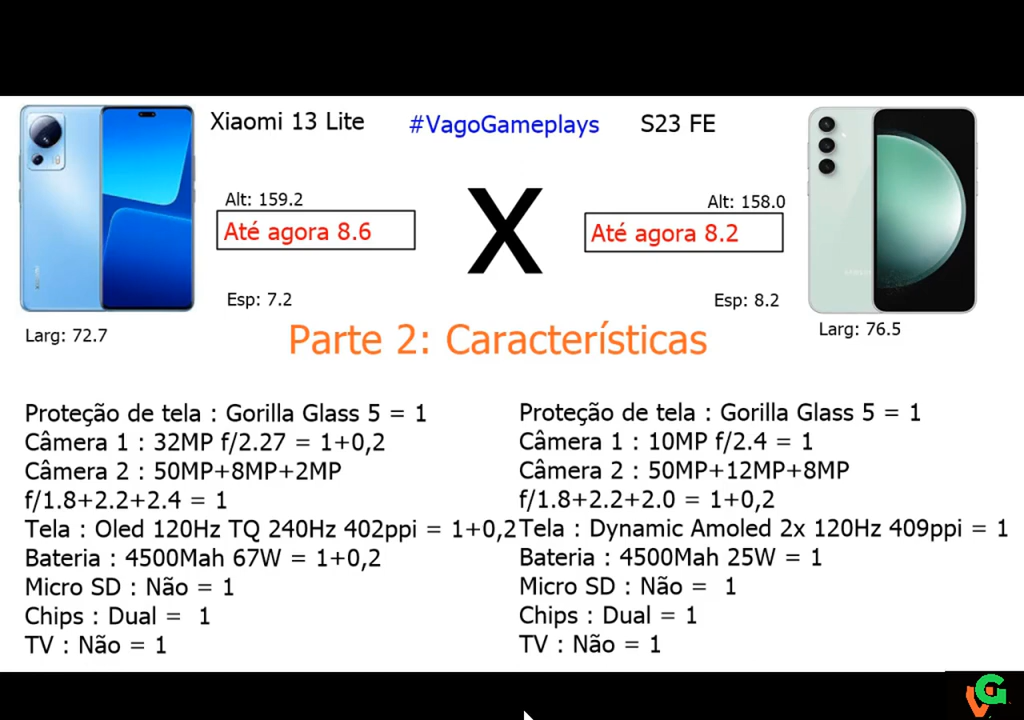 Xiaomi 13 Lite
#VagoGameplays
S23 FE
Alt: 159.2
Até agora 8.6
Esp: 7.2
Larg: 72.7
X
Alt: 158.0
Até agora 8.2
Esp: 8.2
Larg: 76.5
Parte 2: Características
Proteção de tela : Gorilla Glass 5 = 1
Câmera 1 : 32MP f/2.27 = 1+0,2
Câmera 2 : 50MP+8MP+2MP
f/1.8+2.2+2.4 = 1
Tela : Oled 120Hz TQ 240Hz 402ppi = 1+0,2
Bateria : 4500Mah 67W = 1+0,2
Micro SD : Não = 1
Chips : Dual = 1
TV : Não = 1
Proteção de tela : Gorilla Glass 5 = 1
Câmera 1 : 10MP f/2.4 = 1
Câmera 2 : 50MP+12MP+8MP
f/1.8+2.2+2.0 = 1+0,2
Tela : Dynamic Amoled 2x 120Hz 409ppi = 1
Bateria : 4500Mah 25W = 1
Micro SD : Não = 1
Chips : Dual = 1
TV : Não = 1
VG